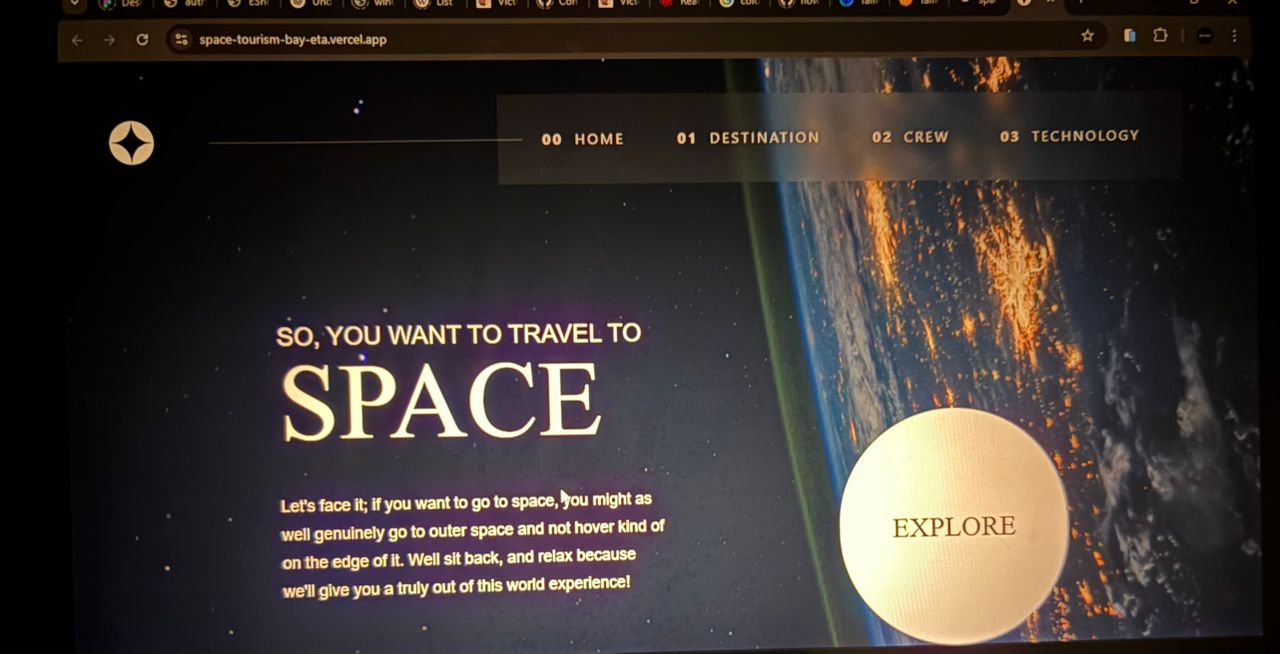 space-tourism-bay-eta.vercel.app
00 HOME 01 DESTINATION 02 CREW 03 TECHNOLOGY
SO, YOU WANT TO TRAVEL TO
SPACE
Let's face it; if you want to go to space, you might as
well genuinely go to outer space and not hover kind of
on the edge of it. Well sit back, and relax because
we'll give you a truly out of this world experience!
EXPLORE